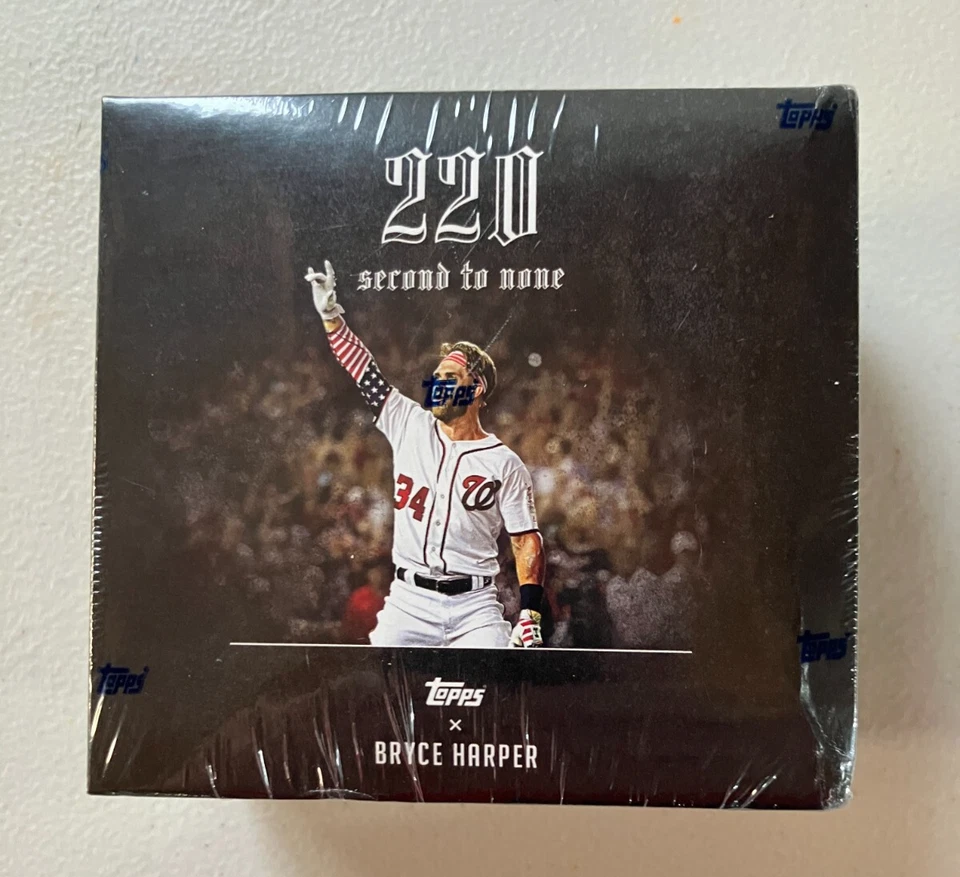 Topps
220
second to none
Topps
34
W
Topps
Topps
Topps
×
BRYCE HARPER